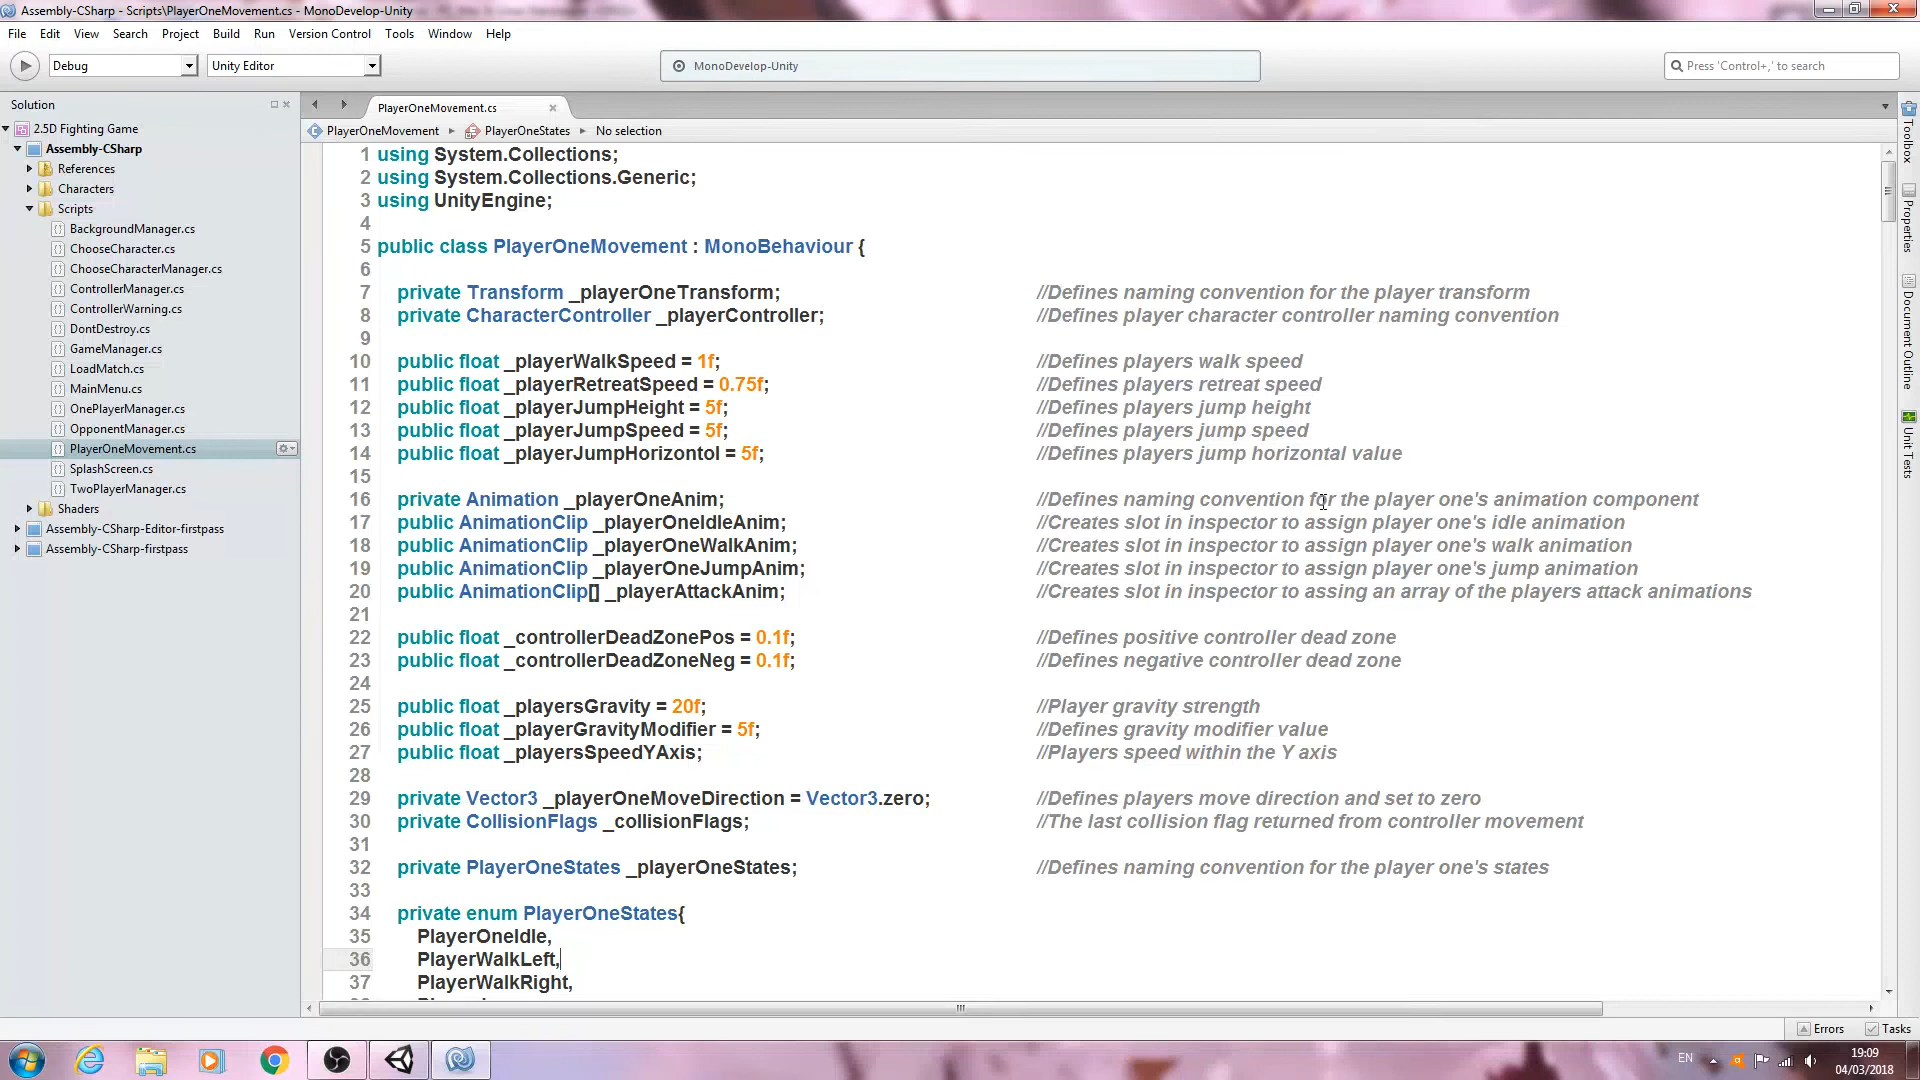 Assembly-CSharp - Scripts\PlayerOneMovement.cs - MonoDevelop-Unity
File Edit View Search Project Build Run Version Control Tools Window Help
Debug Unity Editor MonoDevelop-Unity Press 'Control+,' to search
Solution
2.5D Fighting Game
Assembly-CSharp
References
Characters
Scripts
BackgroundManager.cs
ChooseCharacter.cs
ChooseCharacterManager.cs
ControllerManager.cs
ControllerWarning.cs
DontDestroy.cs
GameManager.cs
LoadMatch.cs
MainMenu.cs
OnePlayerManager.cs
OpponentManager.cs
PlayerOneMovement.cs
SplashScreen.cs
TwoPlayerManager.cs
Shaders
Assembly-CSharp-Editor-firstpass
Assembly-CSharp-firstpass
PlayerOneMovement.cs
PlayerOneMovement PlayerOneStates No selection
1 using System.Collections;
2 using System.Collections.Generic;
3 using UnityEngine;
4
5 public class PlayerOneMovement : MonoBehaviour {
6
7 private Transform _playerOneTransform; //Defines naming convention for the player transform
8 private CharacterController _playerController; //Defines player character controller naming convention
9
10 public float _playerWalkSpeed = 1f; //Defines players walk speed
11 public float _playerRetreatSpeed = 0.75f; //Defines players retreat speed
12 public float _playerJumpHeight = 5f; //Defines players jump height
13 public float _playerJumpSpeed = 5f; //Defines players jump speed
14 public float _playerJumpHorizontol = 5f; //Defines players jump horizontal value
15
16 private Animation _playerOneAnim; //Defines naming convention for the player one's animation component
17 public AnimationClip _playerOneIdleAnim; //Creates slot in inspector to assign player one's idle animation
18 public AnimationClip _playerOneWalkAnim; //Creates slot in inspector to assign player one's walk animation
19 public AnimationClip _playerOneJumpAnim; //Creates slot in inspector to assign player one's jump animation
20 public AnimationClip[] _playerAttackAnim; //Creates slot in inspector to assing an array of the players attack animations
21
22 public float _controllerDeadZonePos = 0.1f; //Defines positive controller dead zone
23 public float _controllerDeadZoneNeg = 0.1f; //Defines negative controller dead zone
24
25 public float _playersGravity = 20f; //Player gravity strength
26 public float _playerGravityModifier = 5f; //Defines gravity modifier value
27 public float _playersSpeedYAxis; //Players speed within the Y axis
28
29 private Vector3 _playerOneMoveDirection = Vector3.zero; //Defines players move direction and set to zero
30 private CollisionFlags _collisionFlags; //The last collision flag returned from controller movement
31
32 private PlayerOneStates _playerOneStates; //Defines naming convention for the player one's states
33
34 private enum PlayerOneStates{
35 PlayerOneIdle,
36 PlayerWalkLeft,
37 PlayerWalkRight,
Toolbox
Properties
Document Outline
Unit Tests
Errors Tasks
EN 19:09
04/03/2018